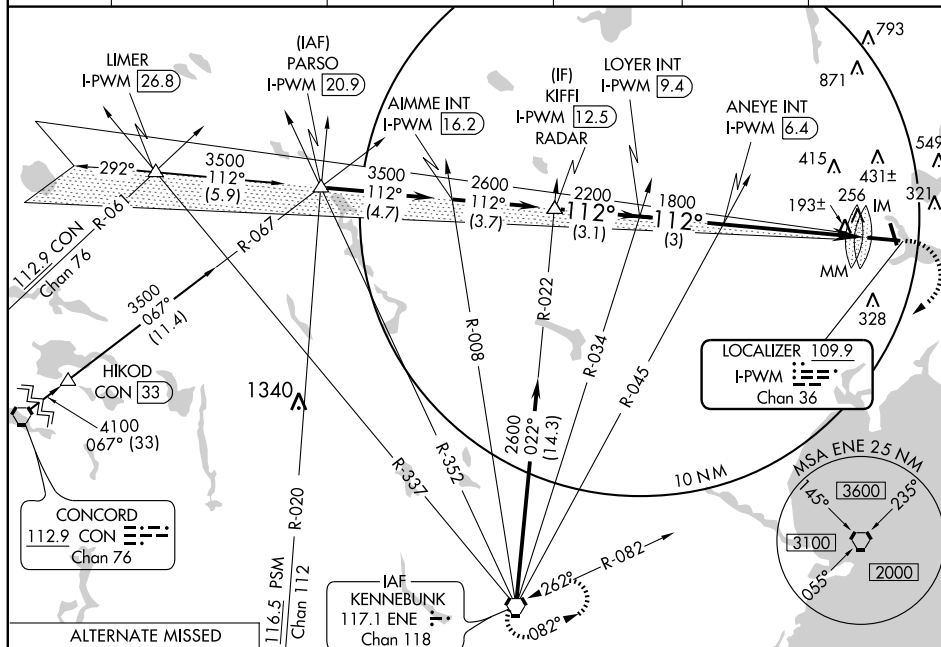 LIMER
I-PWM 26.8
(IAF)
PARSO
I-PWM 20.9
AIMME INT
I-PWM 16.2
(IF)
KIFFI
I-PWM 12.5
RADAR
LOYER INT
I-PWM 9.4
ANEYE INT
I-PWM 6.4
793
871
415
431±
549
321
256
IM
193±
MM
328
292°
3500
112°
(5.9)
3500
112°
(4.7)
2600
112°
(3.7)
2200
112°
(3.1)
1800
112°
(3)
R-061
112.9 CON
Chan 76
R-067
3500
067°
(11.4)
HIKOD
CON 33
4100
067° (33)
CONCORD
112.9 CON
Chan 76
1340
R-020
116.5 PSM
Chan 112
R-337
R-352
R-008
R-022
R-034
R-045
2600
022°
(14.3)
10 NM
LOCALIZER 109.9
I-PWM
Chan 36
MSA ENE 25 NM
145°
3600
235°
3100
055°
2000
IAF
KENNEBUNK
117.1 ENE
Chan 118
262°
R-082
082°
ALTERNATE MISSED